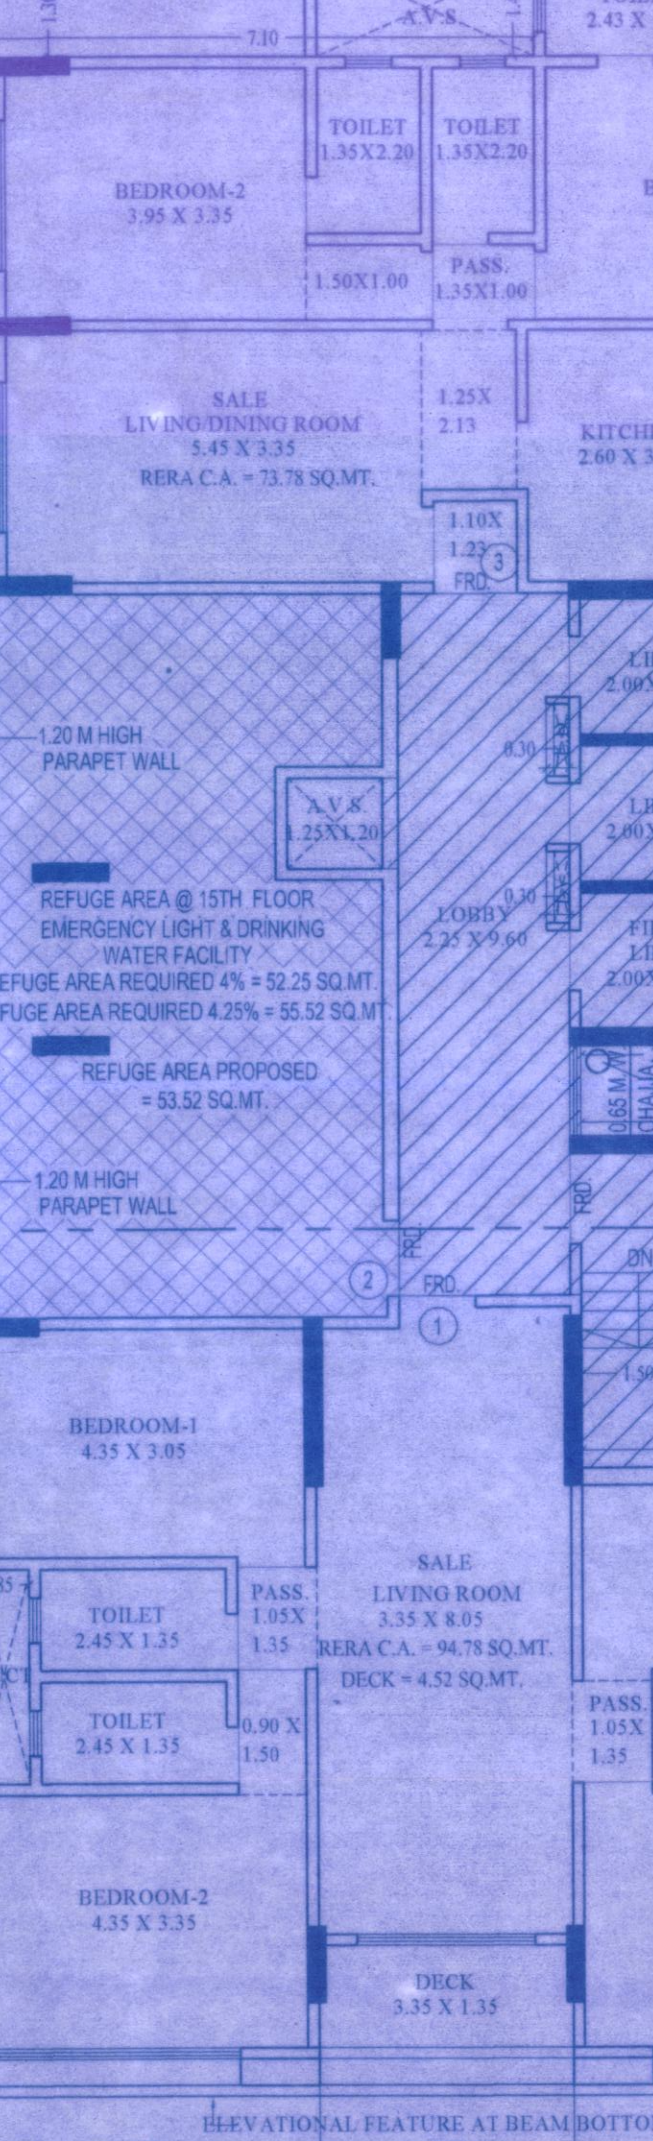 A.V.S.
2.43 X
7.10
TOILET
1.35X2.20
TOILET
1.35X2.20
BEDROOM-2
3.95 X 3.35
1.50X1.00
PASS.
1.35X1.00
SALE
LIVING/DINING ROOM
5.45 X 3.35
RERA C.A. = 73.78 SQ.MT.
1.25X
2.13
KITCH
2.60 X 3
1.10X
1.23
3
FRD.
1.20 M HIGH
PARAPET WALL
0.30
2.00X
A.V.S.
1.25X1.20
2.00X
REFUGE AREA @ 15TH FLOOR
EMERGENCY LIGHT & DRINKING
WATER FACILITY
EFUGE AREA REQUIRED 4% = 52.25 SQ.MT.
FUGE AREA REQUIRED 4.25% = 55.52 SQ.MT.
0.30
LOBBY
2.25 X 9.60
2.00X
REFUGE AREA PROPOSED
= 53.52 SQ.MT.
0.65 M
1.20 M HIGH
PARAPET WALL
FRD.
FRD.
DN
2
FRD.
1
1.50
BEDROOM-1
4.35 X 3.05
SALE
LIVING ROOM
3.35 X 8.05
RERA C.A. = 94.78 SQ.MT.
DECK = 4.52 SQ.MT.
TOILET
2.45 X 1.35
PASS.
1.05X
1.35
TOILET
2.45 X 1.35
0.90 X
1.50
PASS.
1.05X
1.35
BEDROOM-2
4.35 X 3.35
DECK
3.35 X 1.35
ELEVATIONAL FEATURE AT BEAM BOTTO